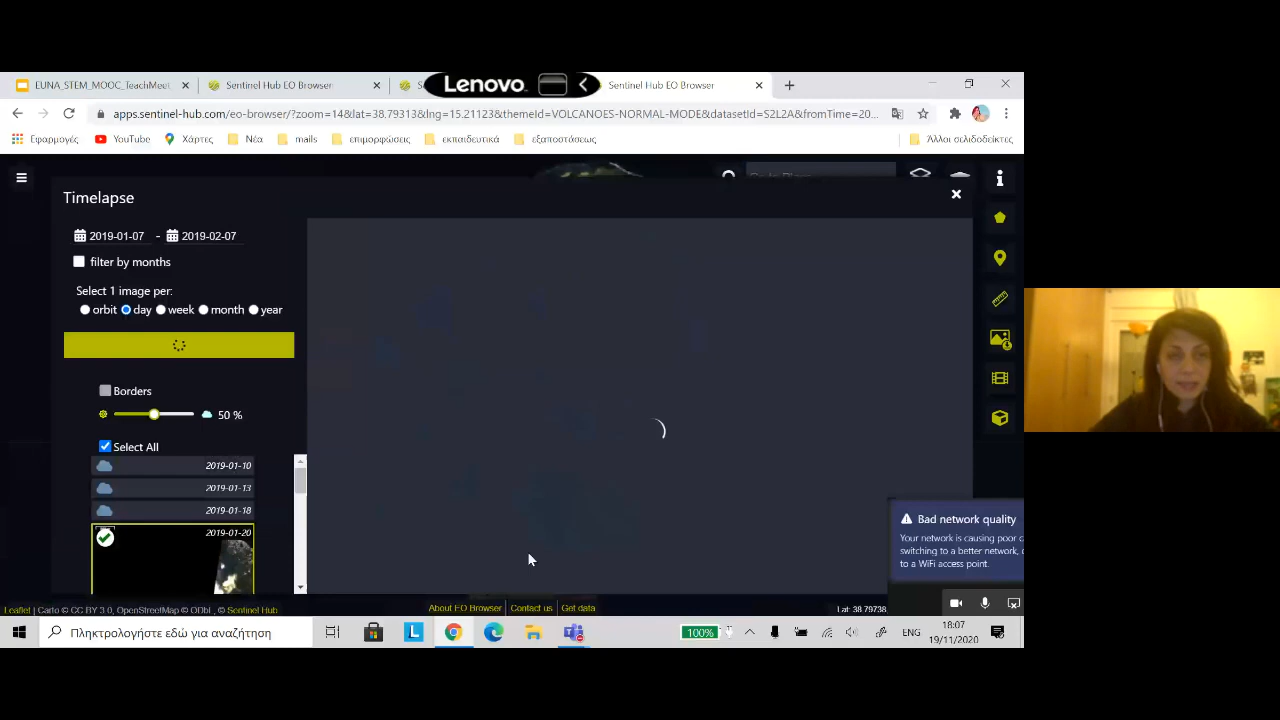 EUNA_STEM_MOOC_TeachMeet
Sentinel Hub EO Browser
Lenovo
Sentinel Hub EO Browser
apps.sentinel-hub.com/eo-browser/?zoom=14&lat=38.79313&lng=15.21123&themeId=VOLCANOES-NORMAL-MODE&datasetId=S2L2A&fromTime=20...
Εφαρμογές
YouTube
Χάρτες
Νέα
mails
επιμορφώσεις
εκπαιδευτικά
εξαποστάσεως
Άλλοι σελιδοδείκτες
Timelapse
2019-01-07 - 2019-02-07
filter by months
Select 1 image per:
orbit day week month year
Borders
50 %
Select All
2019-01-10
2019-01-13
2019-01-18
2019-01-20
Bad network quality
Your network is causing poor
switching to a better network,
to a WiFi access point.
Leaflet | Carto © CC BY 3.0, OpenStreetMap © ODbL, © Sentinel Hub
About EO Browser
Contact us
Get data
Lat: 38.79738
Πληκτρολογήστε εδώ για αναζήτηση
L
100%
ENG
18:07
19/11/2020